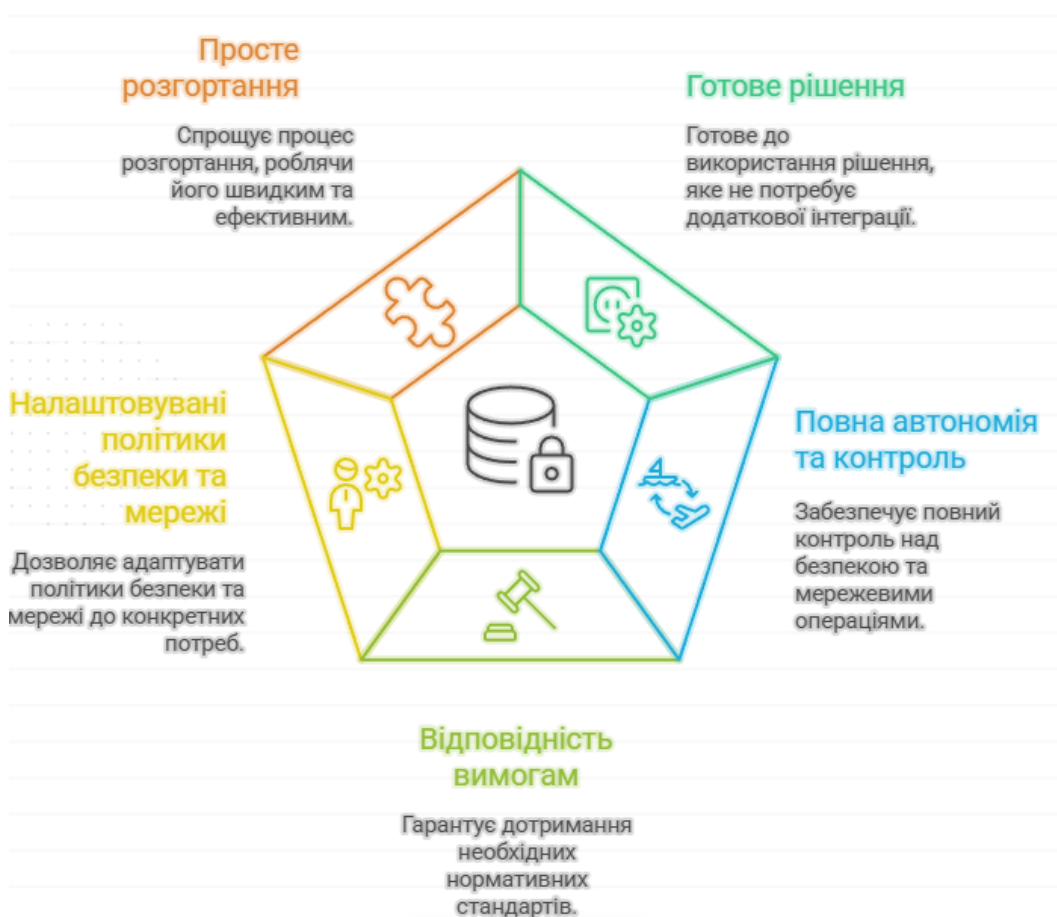 Просте
розгортання
Спрощує процес
розгортання, роблячи
його швидким та
ефективним.
Готове рішення
Готове до
використання рішення,
яке не потребує
додаткової інтеграції.
Налаштовувані
політики
безпеки та
мережі
Дозволяє адаптувати
політики безпеки та
мережі до конкретних
потреб.
Повна автономія
та контроль
Забезпечує повний
контроль над
безпекою та
мережевими
операціями.
Відповідність
вимогам
Гарантує дотримання
необхідних
нормативних
стандартів.